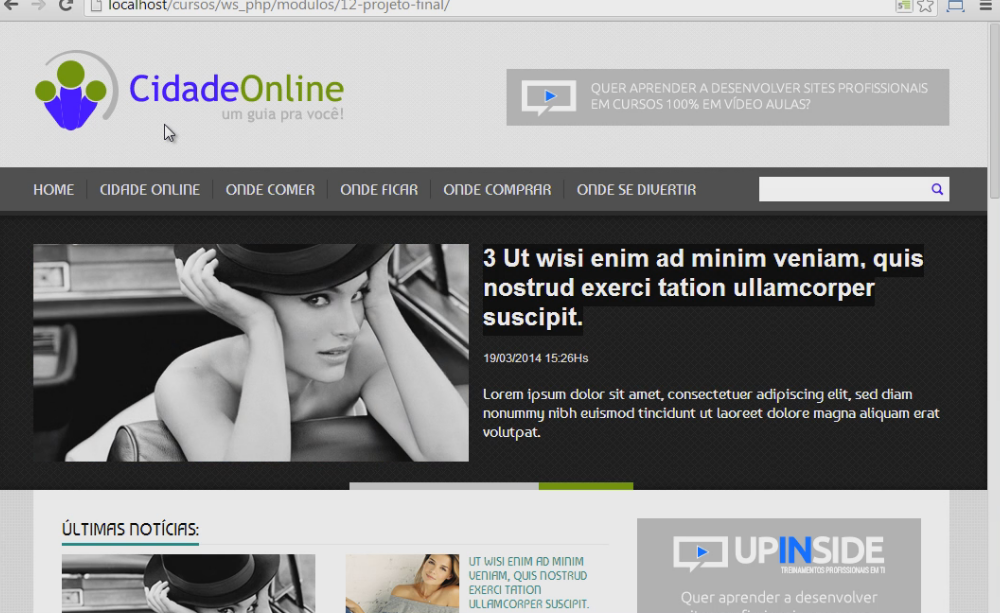 localhost/cursos/ws_php/modulos/12-projeto-final/
CidadeOnline
um guia pra você!
QUER APRENDER A DESENVOLVER SITES PROFISSIONAIS
EM CURSOS 100% EM VÍDEO AULAS?
HOME
CIDADE ONLINE
ONDE COMER
ONDE FICAR
ONDE COMPRAR
ONDE SE DIVERTIR
3 Ut wisi enim ad minim veniam, quis
nostrud exerci tation ullamcorper
suscipit.
19/03/2014 15:26Hs
Lorem ipsum dolor sit amet, consectetuer adipiscing elit, sed diam
nonummy nibh euismod tincidunt ut laoreet dolore magna aliquam erat
volutpat.
ÚLTIMAS NOTÍCIAS:
UT WISI ENIM AD MINIM
VENIAM, QUIS NOSTRUD
EXERCI TATION
ULLAMCORPER SUSCIPIT.
UPINSIDE
TREINAMENTOS PROFISSIONAIS EM TI
Quer aprender a desenvolver